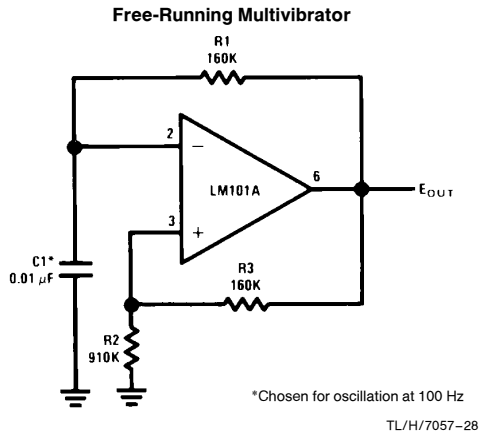 Free-Running Multivibrator
R1
160K
2
−
LM101A
6
EOUT
3
+
C1*
0.01 μF
R3
160K
R2
910K
*Chosen for oscillation at 100 Hz
TL/H/7057–28